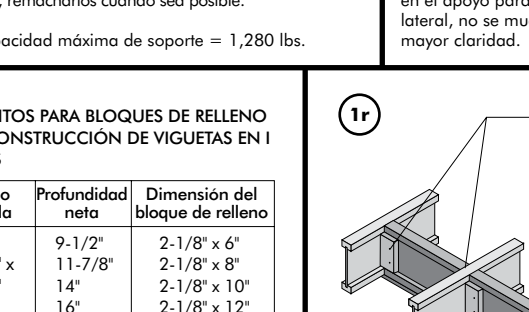 , remacharlos cuando sea posible.
pacidad máxima de soporte = 1,280 lbs.
en el apoyo para
lateral, no se mu
mayor claridad.
ITOS PARA BLOQUES DE RELLENO
ONSTRUCCIÓN DE VIGUETAS EN I
S
o
la
Profundidad
neta
Dimensión del
bloque de relleno
9-1/2" 2-1/8" x 6"
" x 11-7/8" 2-1/8" x 8"
" 14" 2-1/8" x 10"
16" 2-1/8" x 12"
1r